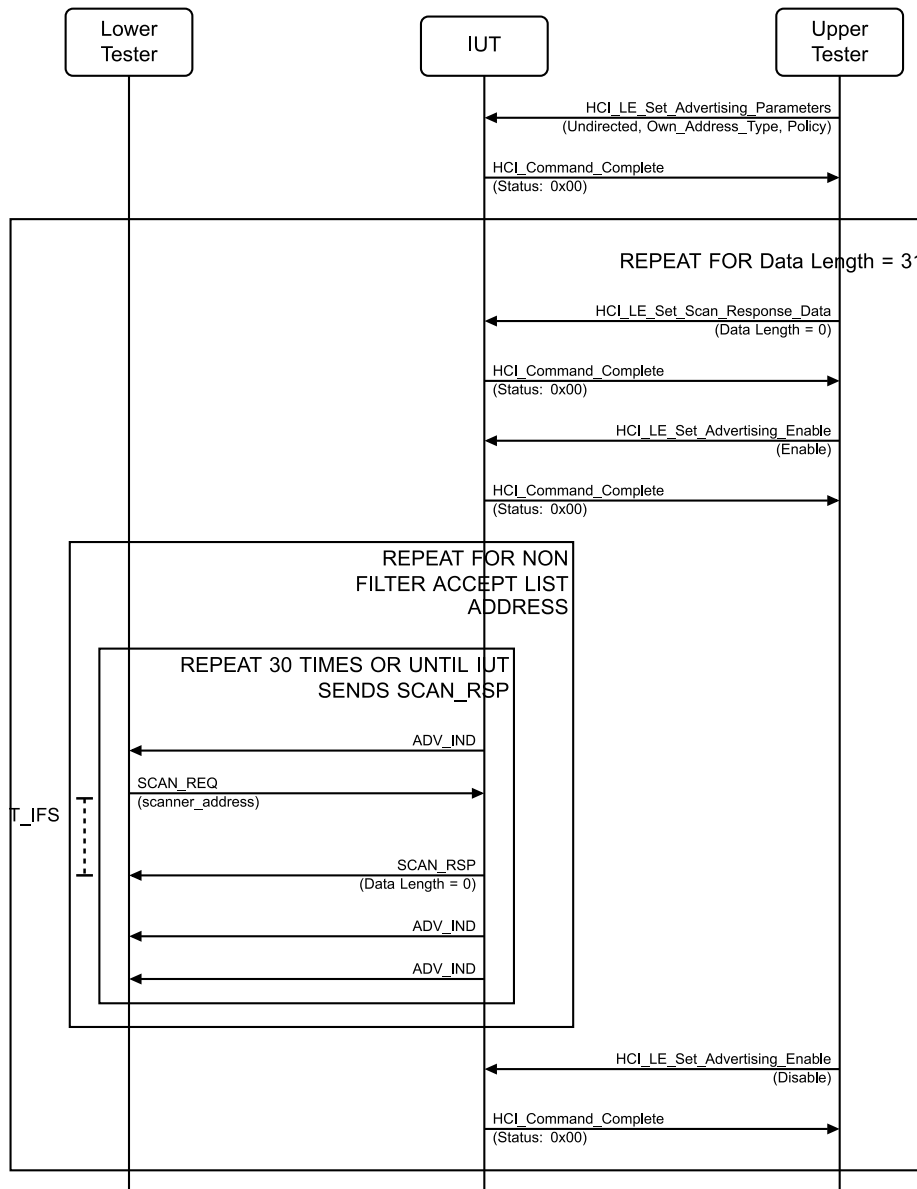 Lower
Tester
IUT
Upper
Tester
HCI_LE_Set_Advertising_Parameters
(Undirected, Own_Address_Type, Policy)
HCI_Command_Complete
(Status: 0x00)
REPEAT FOR Data Length = 31
HCI_LE_Set_Scan_Response_Data
(Data Length = 0)
HCI_Command_Complete
(Status: 0x00)
HCI_LE_Set_Advertising_Enable
(Enable)
HCI_Command_Complete
(Status: 0x00)
REPEAT FOR NON
FILTER ACCEPT LIST
ADDRESS
REPEAT 30 TIMES OR UNTIL IUT
SENDS SCAN_RSP
ADV_IND
SCAN_REQ
(scanner_address)
T_IFS
SCAN_RSP
(Data Length = 0)
ADV_IND
ADV_IND
HCI_LE_Set_Advertising_Enable
(Disable)
HCI_Command_Complete
(Status: 0x00)